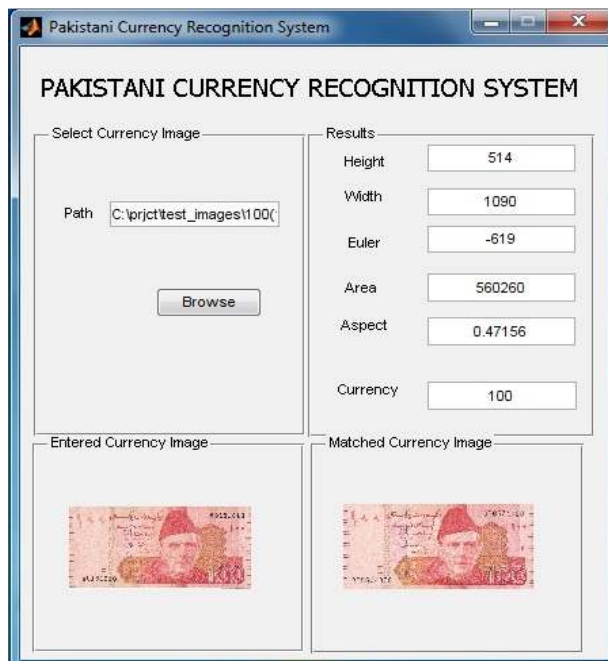 Pakistani Currency Recognition System
PAKISTANI CURRENCY RECOGNITION SYSTEM
Select Currency Image
Path C:\prjct\test_images\100(
Browse
Results
Height 514
Width 1090
Euler -619
Area 560260
Aspect 0.47156
Currency 100
Entered Currency Image
100
Matched Currency Image